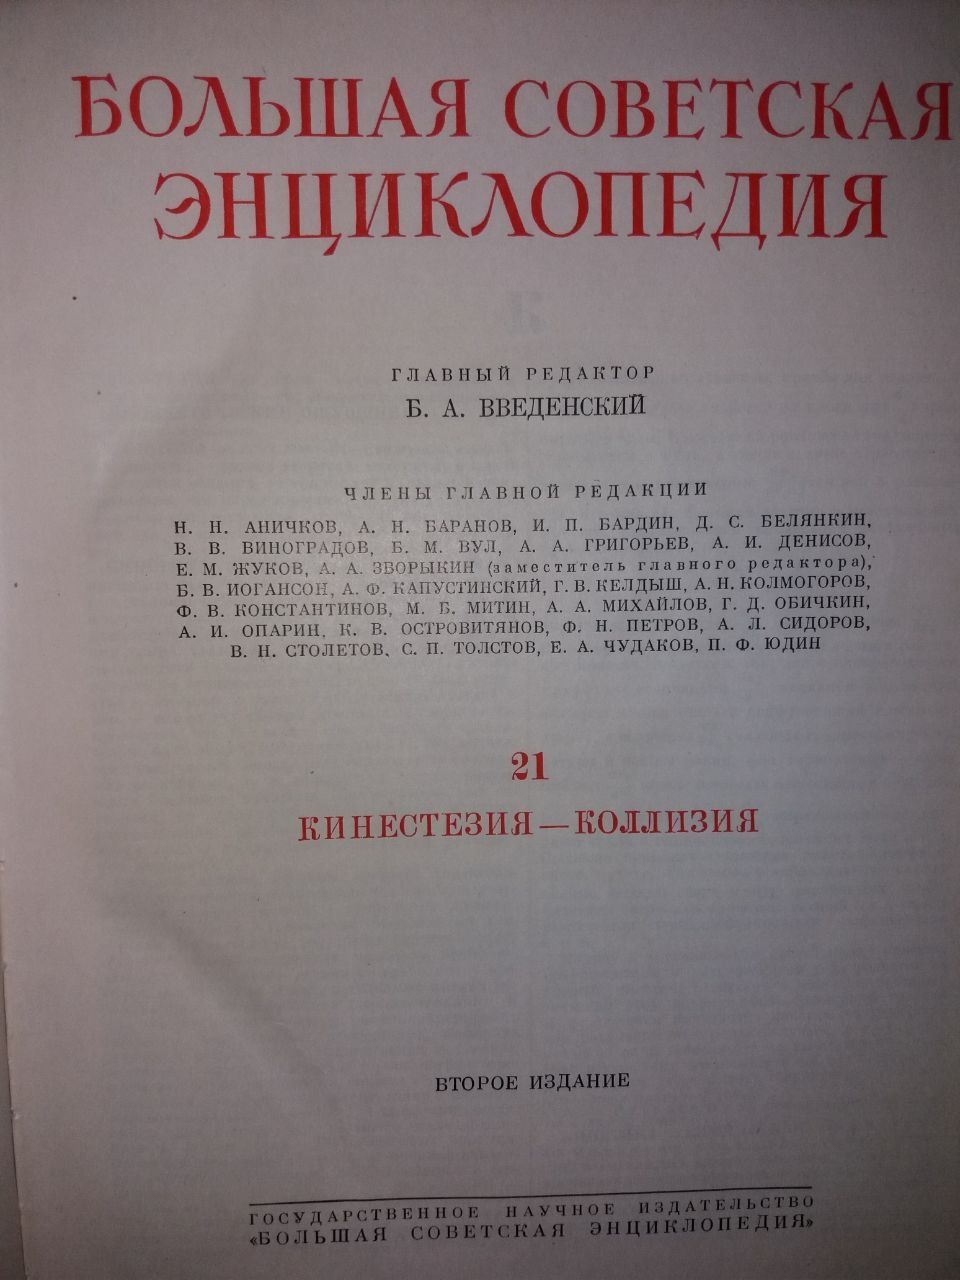 БОЛЬШАЯ СОВЕТСКАЯ
ЭНЦИКЛОПЕДИЯ
ГЛАВНЫЙ РЕДАКТОР
Б. А. ВВЕДЕНСКИЙ
ЧЛЕНЫ ГЛАВНОЙ РЕДАКЦИИ
Н. Н. АНИЧКОВ, А. Н. БАРАНОВ, И. П. БАРДИН, Д. С. БЕЛЯНКИН,
В. В. ВИНОГРАДОВ, Б. М. ВУЛ, А. А. ГРИГОРЬЕВ, А. И. ДЕНИСОВ,
Е. М. ЖУКОВ, А. А. ЗВОРЫКИН (заместитель главного редактора),
Б. В. ИОГАНСОН, А. Ф. КАПУСТИНСКИЙ, Г. В. КЕЛДЫШ, А. Н. КОЛМОГОРОВ,
Ф. В. КОНСТАНТИНОВ, М. Б. МИТИН, А. А. МИХАЙЛОВ, Г. Д. ОБИЧКИН,
А. И. ОПАРИН, К. В. ОСТРОВИТЯНОВ, Ф. Н. ПЕТРОВ, А. Л. СИДОРОВ,
В. Н. СТОЛЕТОВ, С. П. ТОЛСТОВ, Е. А. ЧУДАКОВ, П. Ф. ЮДИН
21
КИНЕСТЕЗИЯ — КОЛЛИЗИЯ
ВТОРОЕ ИЗДАНИЕ
ГОСУДАРСТВЕННОЕ НАУЧНОЕ ИЗДАТЕЛЬСТВО
«БОЛЬШАЯ СОВЕТСКАЯ ЭНЦИКЛОПЕДИЯ»